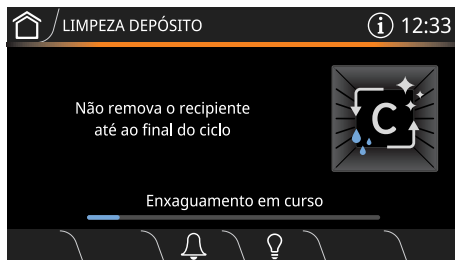 LIMPEZA DEPÓSITO
i 12:33
Não remova o recipiente
até ao final do ciclo
C
Enxaguamento em curso